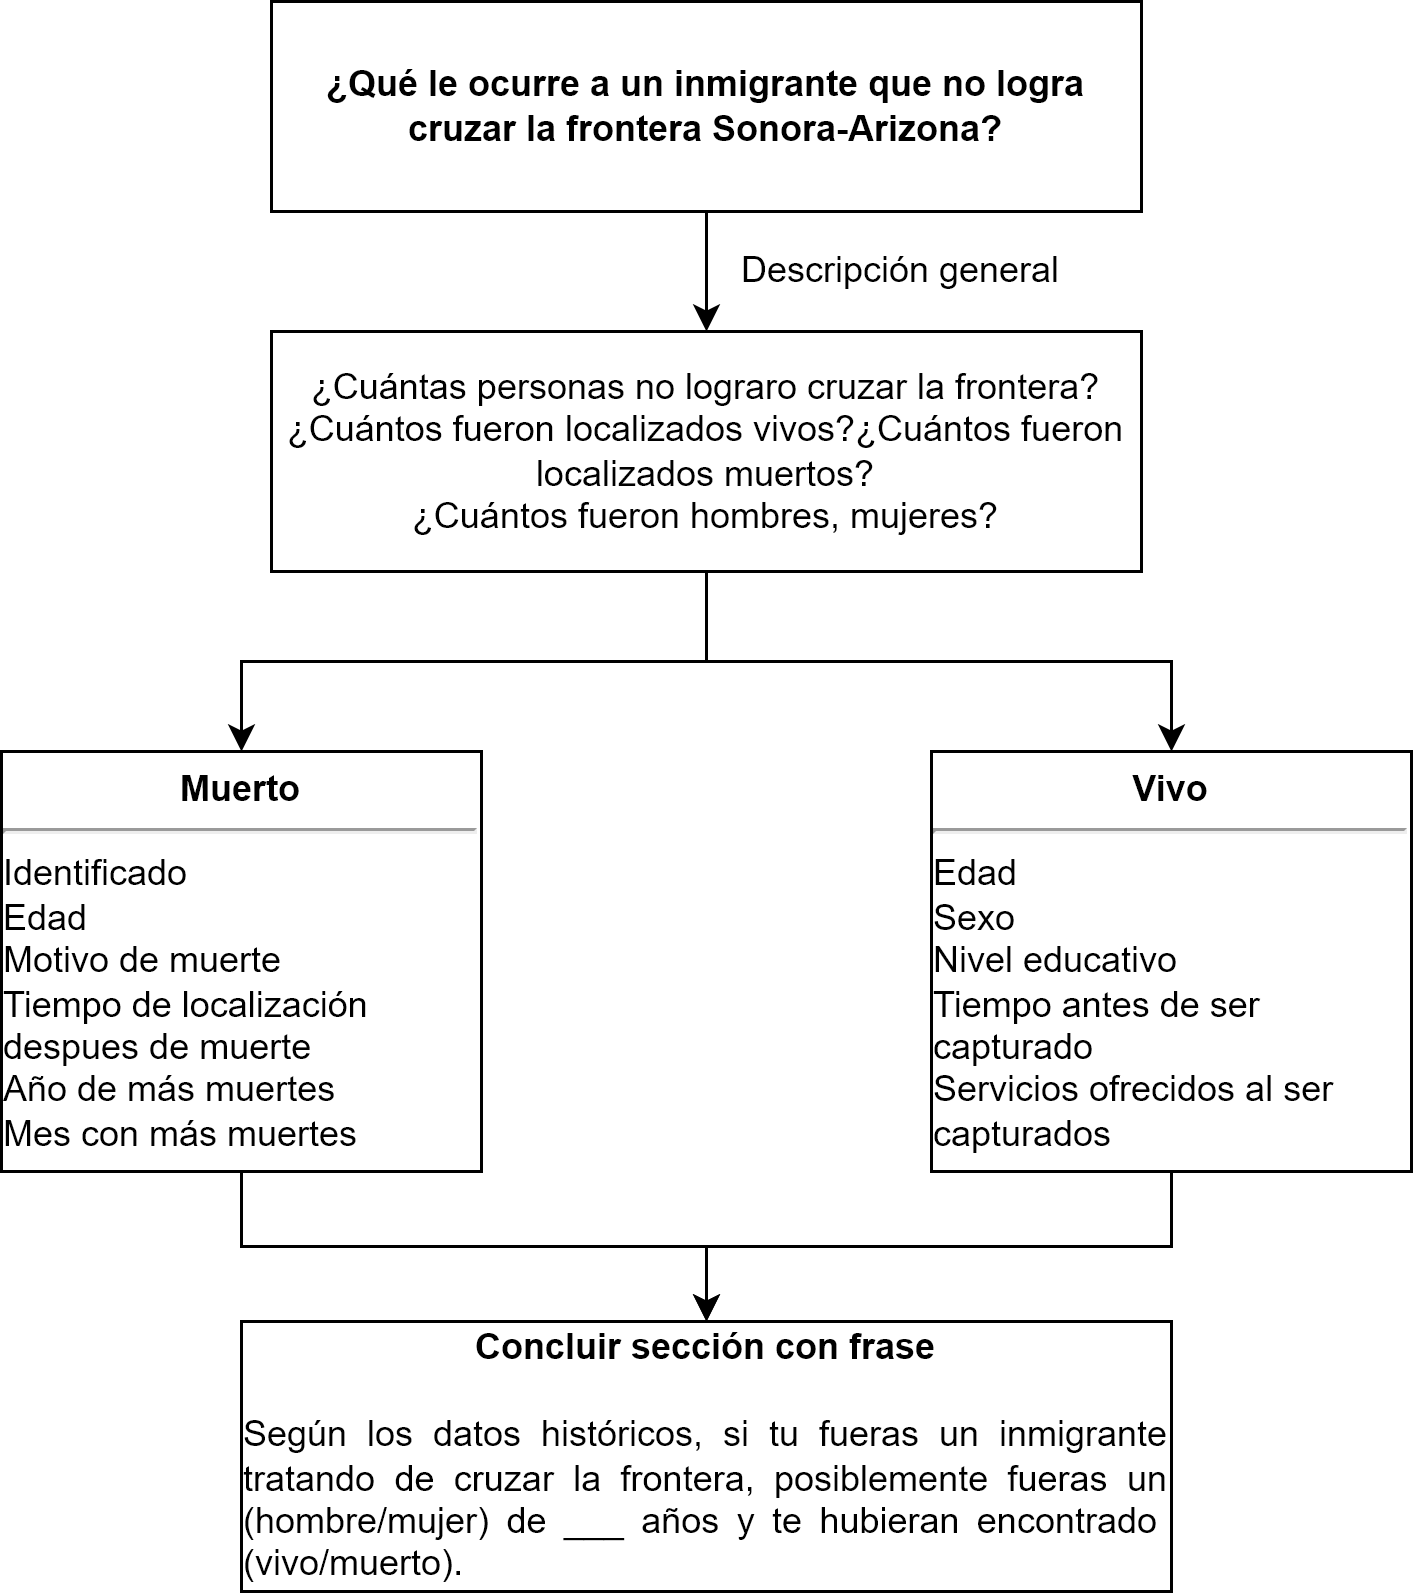 ¿Qué le ocurre a un inmigrante que no logra
cruzar la frontera Sonora-Arizona?
Descripción general
¿Cuántas personas no lograro cruzar la frontera?
¿Cuántos fueron localizados vivos?¿Cuántos fueron
localizados muertos?
¿Cuántos fueron hombres, mujeres?
Muerto
Identificado
Edad
Motivo de muerte
Tiempo de localización
despues de muerte
Año de más muertes
Mes con más muertes
Vivo
Edad
Sexo
Nivel educativo
Tiempo antes de ser
capturado
Servicios ofrecidos al ser
capturados
Concluir sección con frase
Según los datos históricos, si tu fueras un inmigrante
tratando de cruzar la frontera, posiblemente fueras un
(hombre/mujer) de ___ años y te hubieran encontrado
(vivo/muerto).